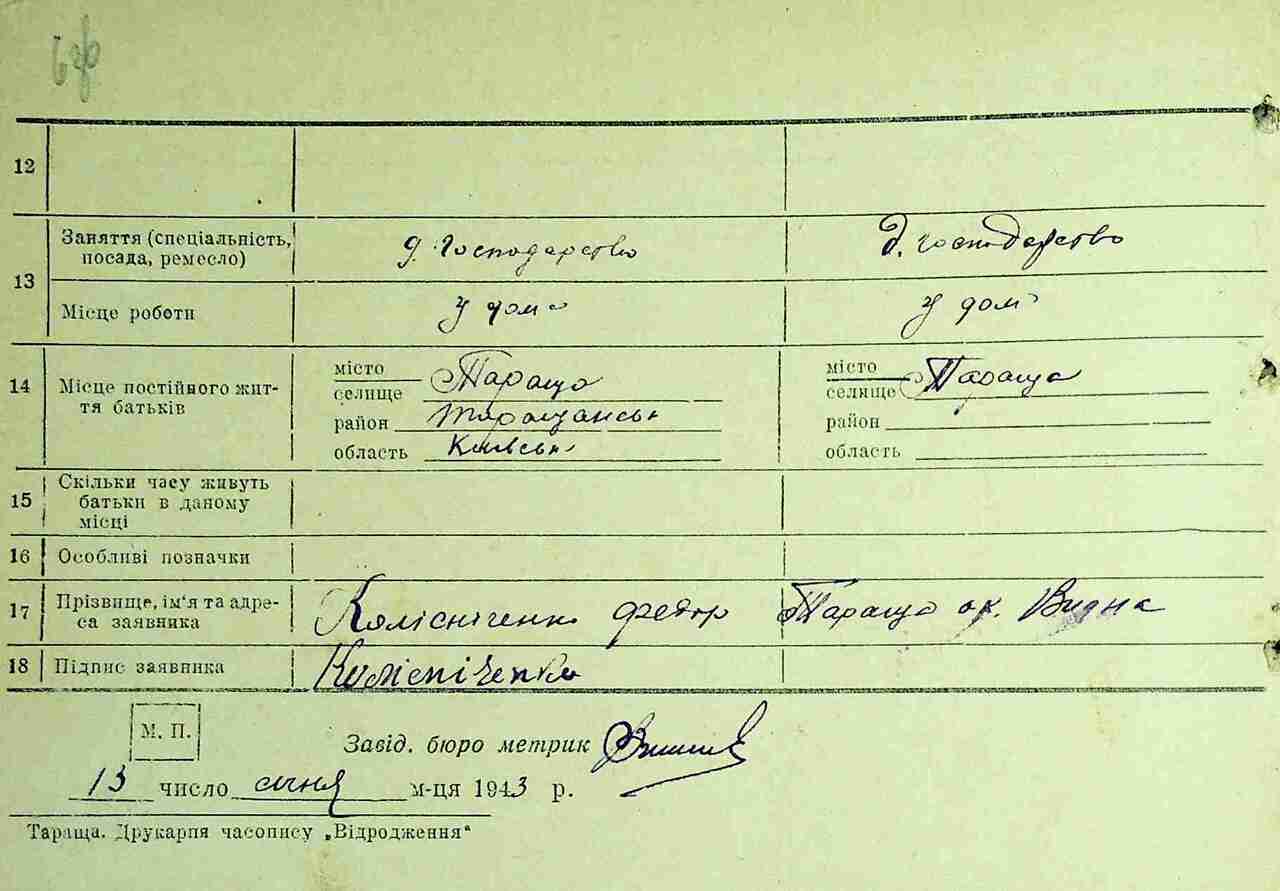 12
13
Заняття (спеціальність, посада, ремесло)
д. господарство
д. господарство
Місце роботи
у дома
у дом
14
Місце постійного життя батьків
місто
селище Тараща
район Таращанськ
область Київськ
місто
селище Тараща
район
область
15
Скільки часу живуть батьки в даному місці
16
Особливі позначки
17
Прізвище, ім'я та адреса заявника
Колісніченко Федор Тараща ок.
18
Підпис заявника
Колісніченко
М. П.
Завід. бюро метрик
13 число січня м-ця 1943 р.
Тараща. Друкарня часопису „Відродження"